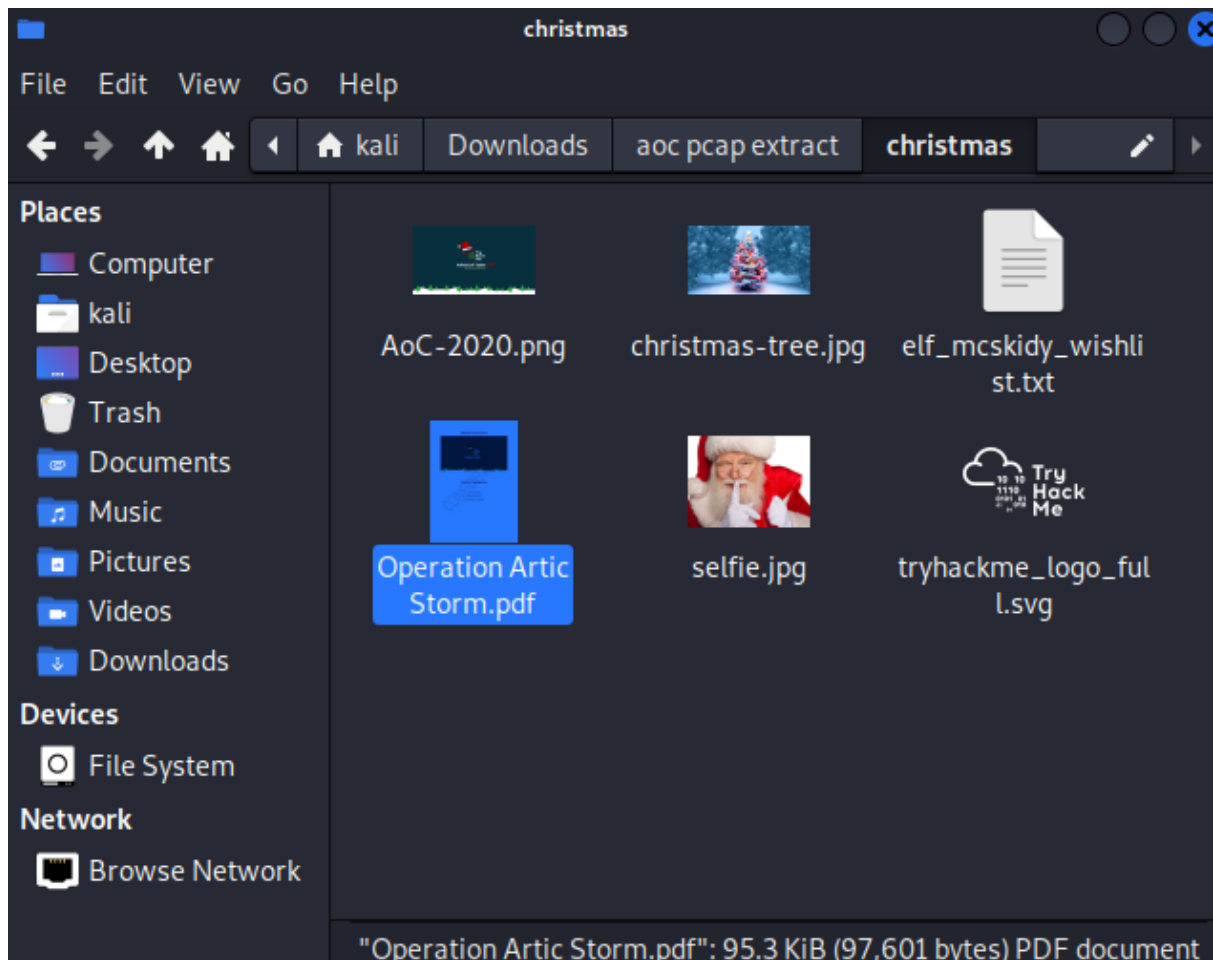 christmas
File Edit View Go Help
kali Downloads aoc pcap extract christmas
Places
Computer
kali
Desktop
Trash
Documents
Music
Pictures
Videos
Downloads
Devices
File System
Network
Browse Network
AoC-2020.png
christmas-tree.jpg
elf_mcskidy_wishli
st.txt
Operation Artic
Storm.pdf
selfie.jpg
Try
Hack
Me
tryhackme_logo_ful
l.svg
"Operation Artic Storm.pdf": 95.3 KiB (97,601 bytes) PDF document